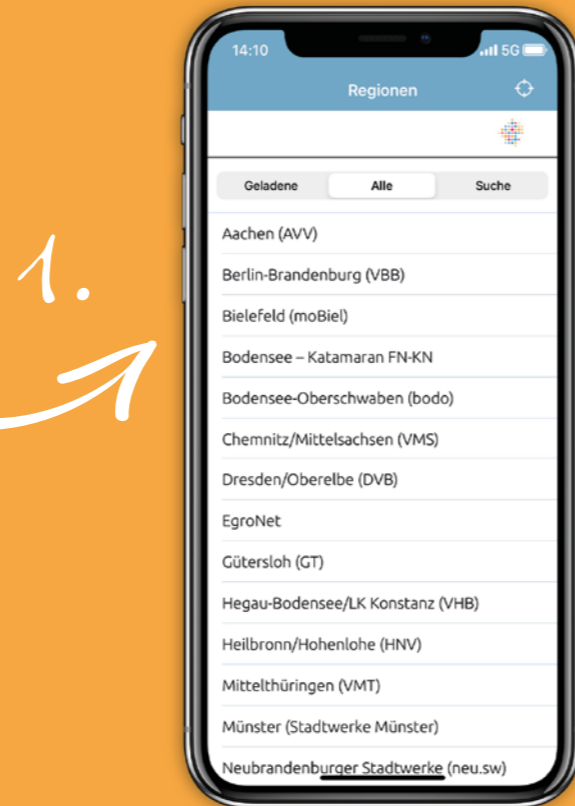 14:10
5G
Regionen
1.
Geladene Alle Suche
Aachen (AVV)
Berlin-Brandenburg (VBB)
Bielefeld (moBiel)
Bodensee – Katamaran FN-KN
Bodensee-Oberschwaben (bodo)
Chemnitz/Mittelsachsen (VMS)
Dresden/Oberelbe (DVB)
EgroNet
Gütersloh (GT)
Hegau-Bodensee/LK Konstanz (VHB)
Heilbronn/Hohenlohe (HNV)
Mittelthüringen (VMT)
Münster (Stadtwerke Münster)
Neubrandenburger Stadtwerke (neu.sw)